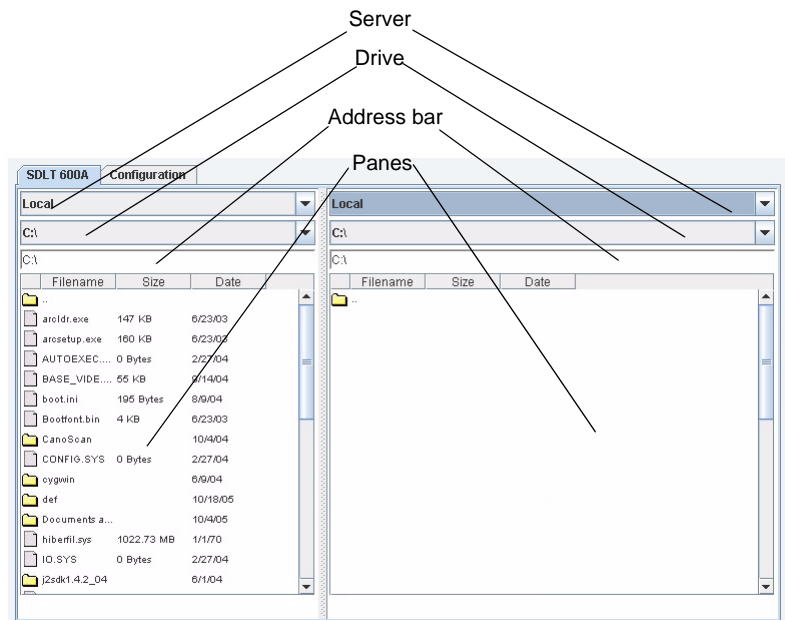 Server
Drive
Address bar
Panes
SDLT 600A Configuration
Local Local
C:\ C:\
C:\ C:\
Filename Size Date Filename Size Date
.. ..
arcldr.exe 147 KB 6/23/03
arcsetup.exe 160 KB 6/23/03
AUTOEXEC.... 0 Bytes 2/27/04
BASE_VIDE.... 55 KB 9/14/04
boot.ini 195 Bytes 8/9/04
Bootfont.bin 4 KB 6/23/03
CanoScan 10/4/04
CONFIG.SYS 0 Bytes 2/27/04
cygwin 6/9/04
def 10/18/05
Documents a... 10/4/05
hiberfil.sys 1022.73 MB 1/1/70
IO.SYS 0 Bytes 2/27/04
j2sdk1.4.2_04 6/1/04